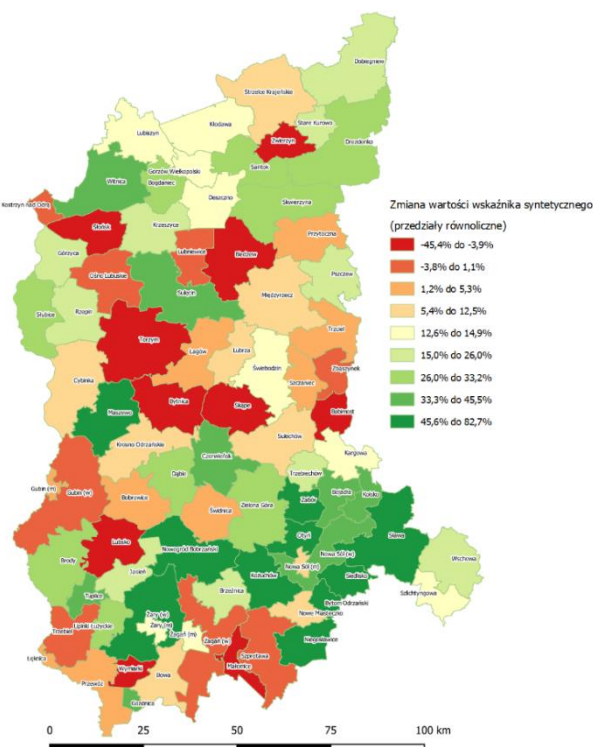 Dobiegniew
Strzelce Krajeńskie
Kłodawa
Stare Kurowo
Lubiszyn
Zwierzyn
Drezdenko
Santok
Gorzów Wielkopolski
Witnica
Bogdaniec
Deszczno
Skwierzyna
Kostrzyn nad Odrą
Słońsk
Krzeszyce
Przytoczna
Lubniewice
Bledzew
Górzyca
Pszczew
Ośno Lubuskie
Sulęcin
Międzyrzecz
Słubice
Rzepin
Trzciel
Torzym
Łagów
Lubrza
Zbąszynek
Świebodzin
Cybinka
Szczaniec
Bytnica
Skąpe
Babimost
Maszewo
Sulechów
Krosno Odrzańskie
Kargowa
Czerwieńsk
Trzebiechów
Dąbie
Gubin (m)
Gubin (w)
Bobrowice
Bojadła
Kolsko
Zabór
Świdnica
Zielona Góra
Lubsko
Otyń
Sława
Nowogród Bobrzański
Nowa Sól (w)
Wschowa
Brody
Nowa Sól (m)
Jasień
Kożuchów
Siedlisko
Brzeźnica
Szlichtyngowa
Tuplice
Bytom Odrzański
Żary (w)
Nowe Miasteczko
Lipinki Łużyckie
Żary (m)
Trzebiel
Żagań (m)
Żagań (w)
Niegosławice
Szprotawa
Łęknica
Wymiarki
Małomice
Iłowa
Przewóz
Gozdnica
Zmiana wartości wskaźnika syntetycznego
(przedziały równoliczne)
-45,4% do -3,9%
-3,8% do 1,1%
1,2% do 5,3%
5,4% do 12,5%
12,6% do 14,9%
15,0% do 26,0%
26,0% do 33,2%
33,3% do 45,5%
45,6% do 82,7%
0 25 50 75 100 km